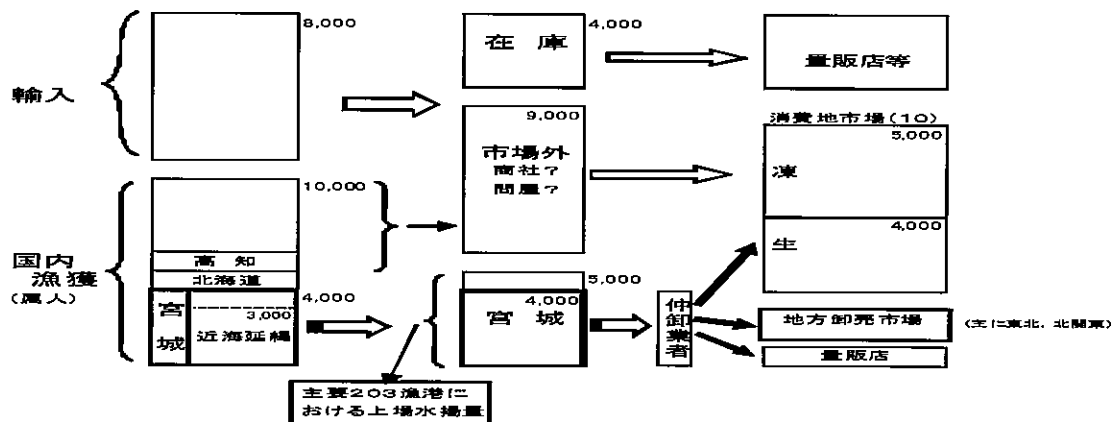 輸入
8,000
国内
漁獲
(属人)
10,000
高知
北海道
宮城
4,000
3,000
近海延縄
在庫
4,000
9,000
市場外
商社?
問屋?
5,000
4,000
宮城
主要203漁港に
おける上場水揚量
仲卸業者
量販店等
消費地市場(10)
5,000
凍
4,000
生
地方卸売市場
(主に東北、北関東)
量販店